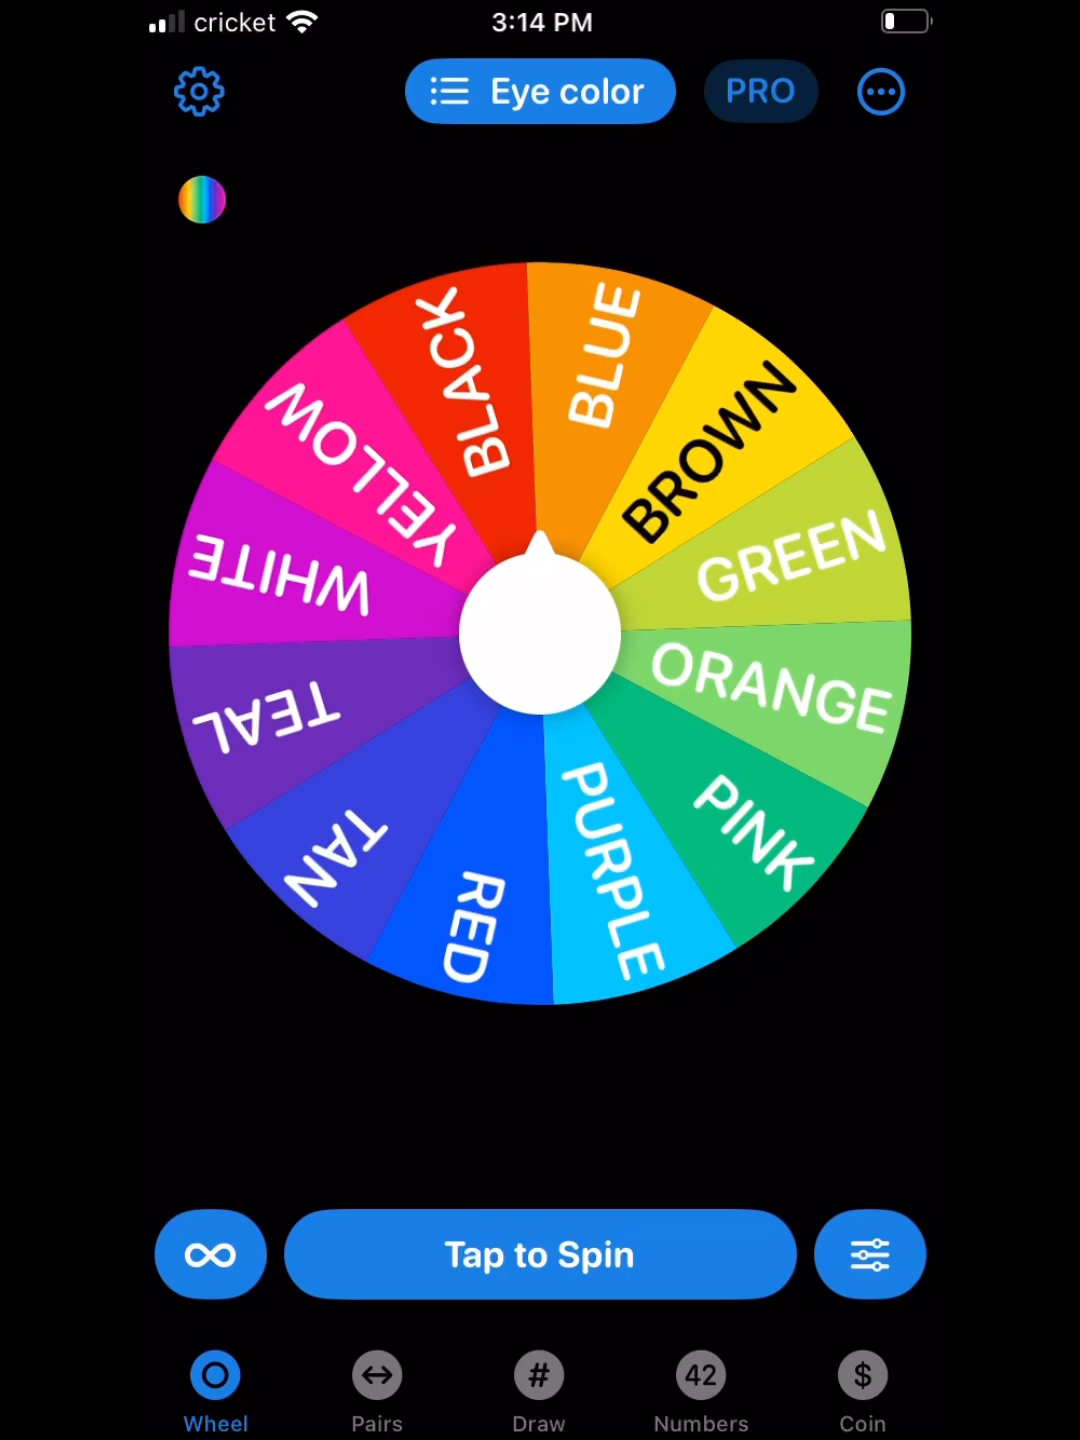 cricket 3:14 PM
Eye color PRO
BLACK
BLUE
BROWN
GREEN
ORANGE
PINK
PURPLE
RED
TAN
TEAL
WHITE
YELLOW
Tap to Spin
# 42 $
Wheel Pairs Draw Numbers Coin